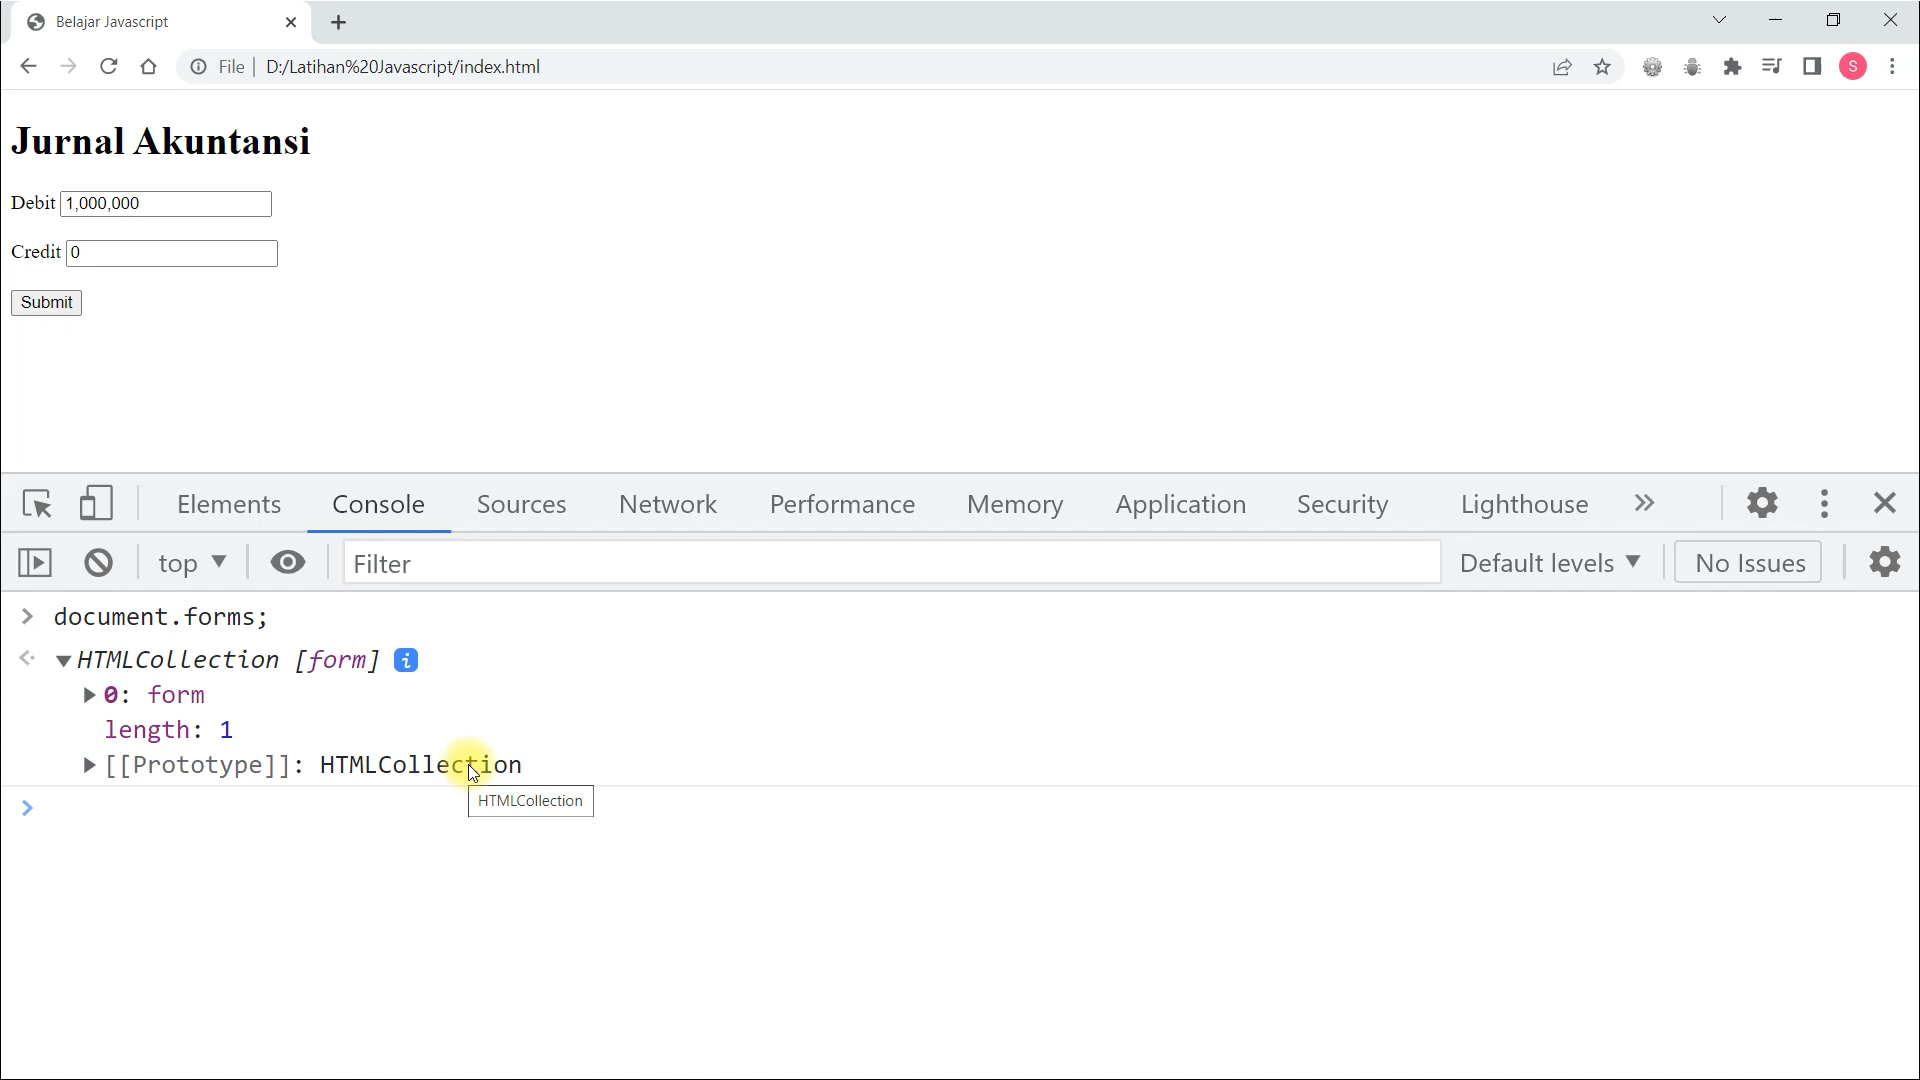 Belajar Javascript
File | D:/Latihan%20Javascript/index.html
S
Jurnal Akuntansi
Debit 1,000,000
Credit 0
Submit
Elements Console Sources Network Performance Memory Application Security Lighthouse
top Filter Default levels No Issues
document.forms;
HTMLCollection [form] i
0: form
length: 1
[[Prototype]]: HTMLCollection
HTMLCollection